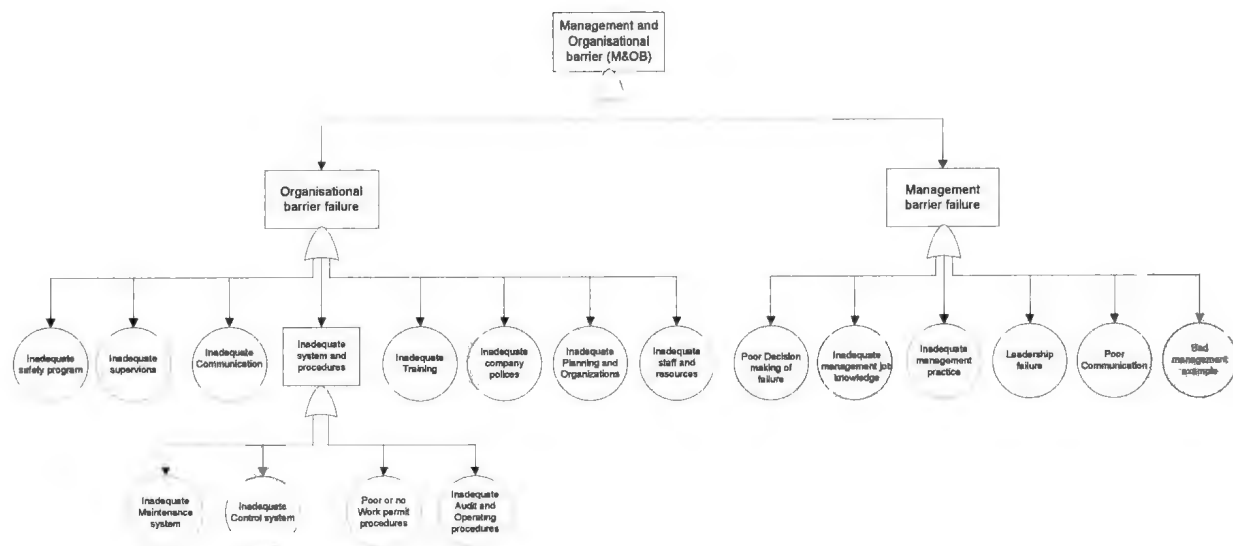 Management and
Organisational
barrier (M&OB)
Organisational
barrier failure
Management
barrier failure
Inadequate
safely program
Inadequate
supervions
Inadequate
Communication
Inadequate
system and
procedures
Inadequate
Training
Inadequate
company
polices
Inadequate
Planning and
Organizations
Inadequate
staff and
resources
Poor Decision
making of
failure
Inadequate
management job
knowledge
Inadequate
management
practice
Leadership
failure
Poor
Communication
Bad
management
example
Inadequate
Maintenance
system
Inadequate
Control system
Poor or no
Work permit
procedures
Inadequate
Audit and
Operating
procedures